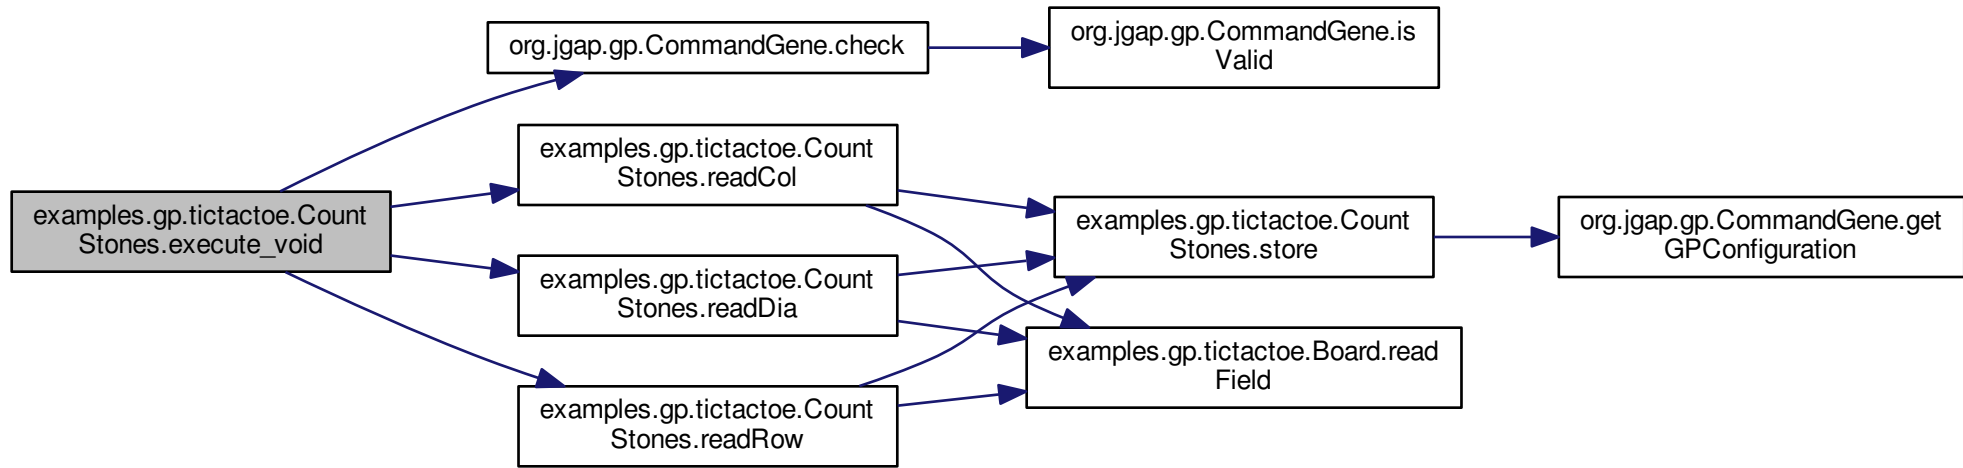 examples.gp.tictactoe.Count
Stones.execute_void
org.jgap.gp.CommandGene.check
org.jgap.gp.CommandGene.is
Valid
examples.gp.tictactoe.Count
Stones.readCol
examples.gp.tictactoe.Count
Stones.readDia
examples.gp.tictactoe.Count
Stones.readRow
examples.gp.tictactoe.Count
Stones.store
examples.gp.tictactoe.Board.read
Field
org.jgap.gp.CommandGene.get
GPConfiguration